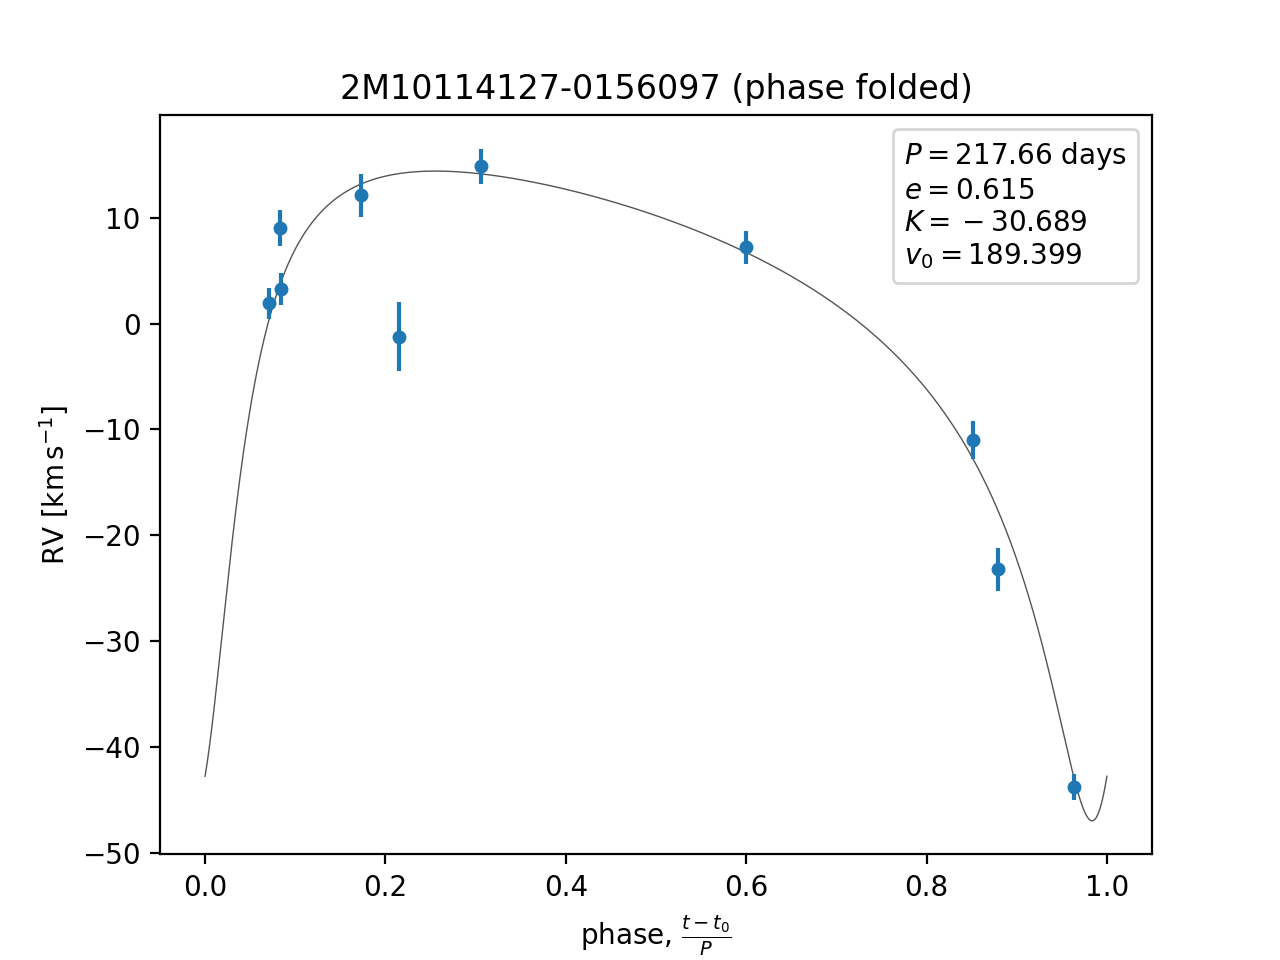 2M10114127-0156097 (phase folded)
P = 217.66 days
e = 0.615
K = −30.689
v₀ = 189.399
RV [km s⁻¹]
10
0
−10
−20
−30
−40
−50
0.0 0.2 0.4 0.6 0.8 1.0
phase, (t − t₀)/P